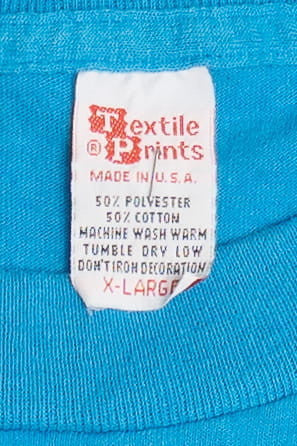 Textile
® Prints
MADE IN U.S.A.
50% POLYESTER
50% COTTON
MACHINE WASH WARM
TUMBLE DRY LOW
DON'T IRON DECORATION
X-LARGE